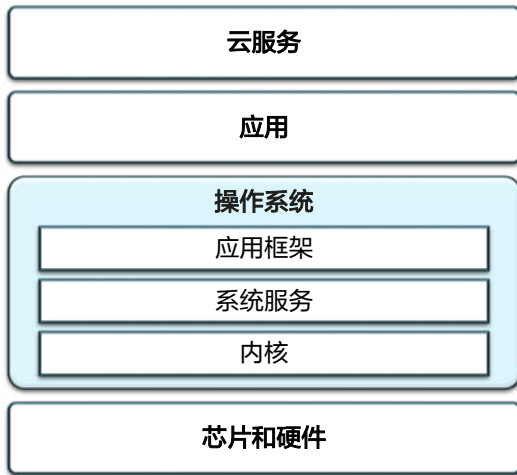 云服务
应用
操作系统
应用框架
系统服务
内核
芯片和硬件